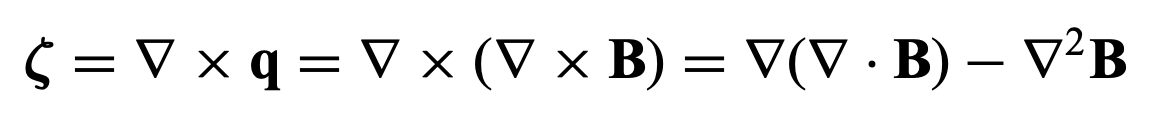 ζ = ∇ × q = ∇ × (∇ × B) = ∇(∇ · B) − ∇²B